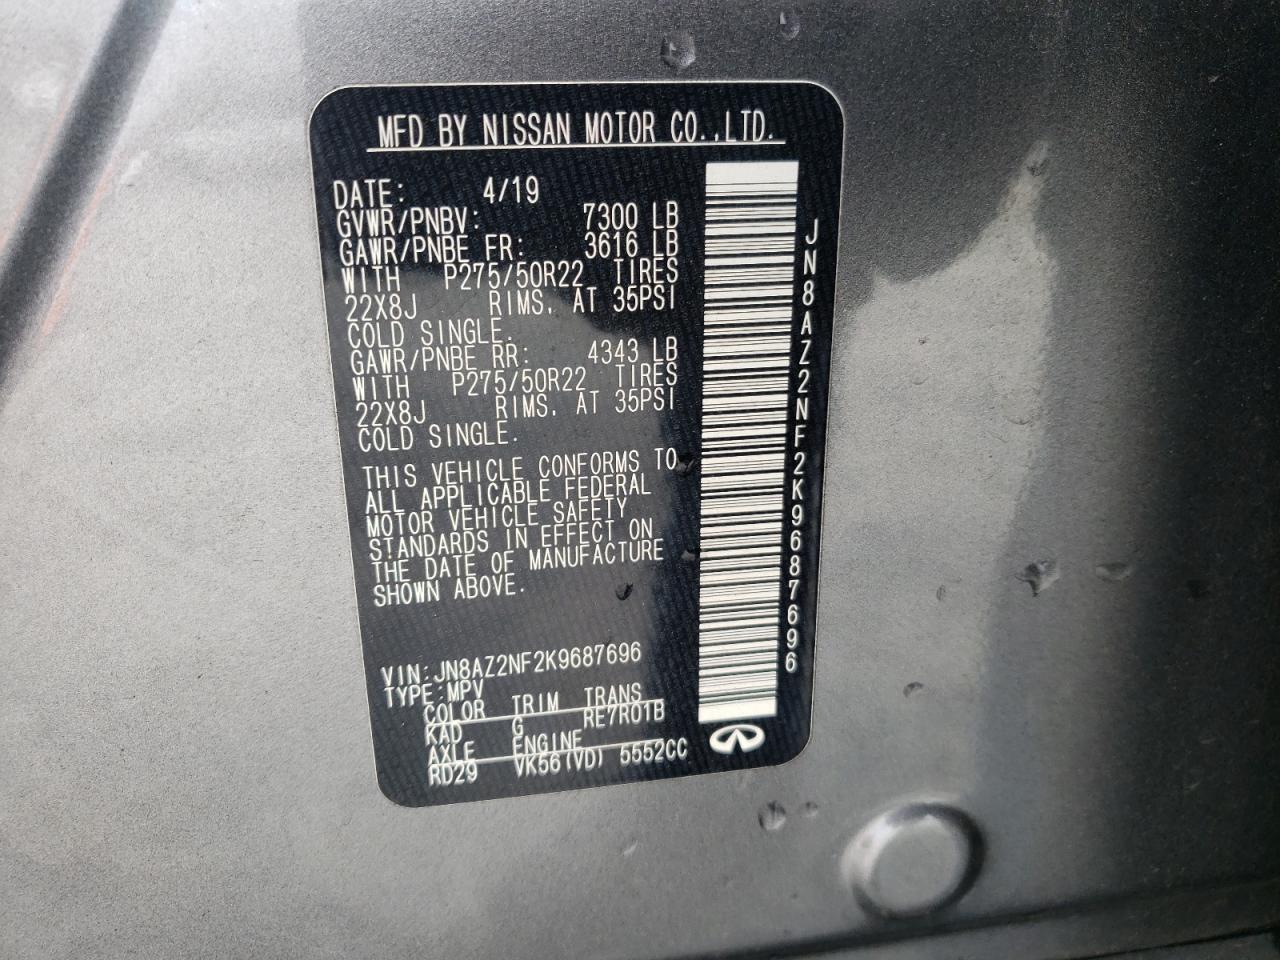 MFD BY NISSAN MOTOR CO.,LTD.
DATE: 4/19
GVWR/PNBV: 7300 LB
GAWR/PNBE FR: 3616 LB
WITH P275/50R22 TIRES
22X8J RIMS, AT 35PSI
COLD SINGLE.
GAWR/PNBE RR: 4343 LB
WITH P275/50R22 TIRES
22X8J RIMS, AT 35PSI
COLD SINGLE.
THIS VEHICLE CONFORMS TO
ALL APPLICABLE FEDERAL
MOTOR VEHICLE SAFETY
STANDARDS IN EFFECT ON
THE DATE OF MANUFACTURE
SHOWN ABOVE.
VIN:JN8AZ2NF2K9687696
TYPE:MPV
COLOR TRIM TRANS
KAD G RE7R01B
AXLE ENGINE
RD29 VK56(VD) 5552CC
JN8AZ2NF2K9687696